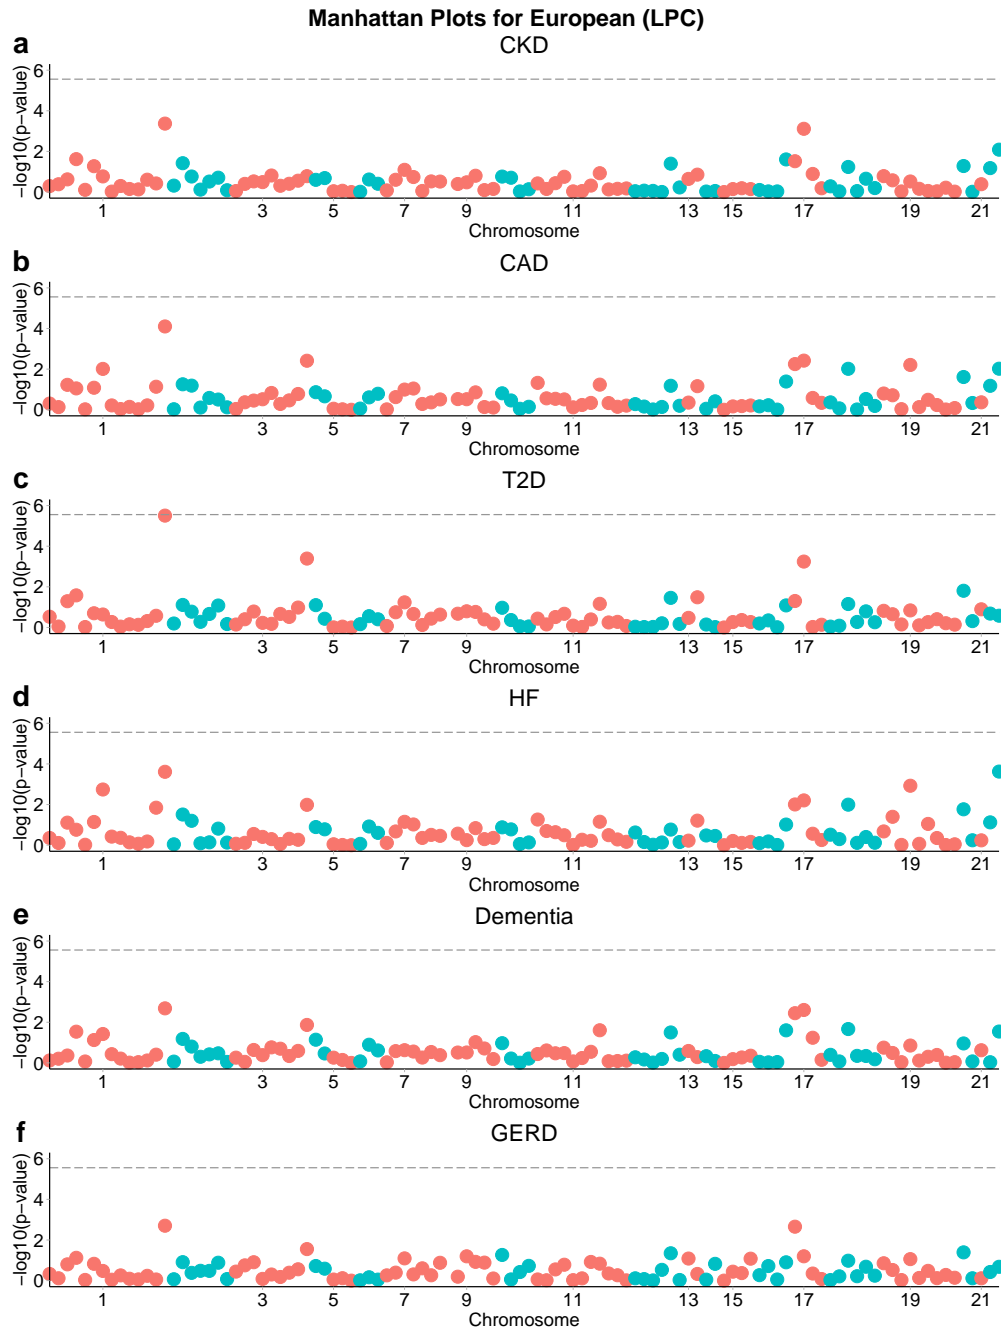 Manhattan Plots for European (LPC)
a
CKD
6
4
2
0
−log10(p−value)
1 3 5 7 9 11 13 15 17 19 21
Chromosome
b
CAD
6
4
2
0
−log10(p−value)
1 3 5 7 9 11 13 15 17 19 21
Chromosome
c
T2D
6
4
2
0
−log10(p−value)
1 3 5 7 9 11 13 15 17 19 21
Chromosome
d
HF
6
4
2
0
−log10(p−value)
1 3 5 7 9 11 13 15 17 19 21
Chromosome
e
Dementia
6
4
2
0
−log10(p−value)
1 3 5 7 9 11 13 15 17 19 21
Chromosome
f
GERD
6
4
2
0
−log10(p−value)
1 3 5 7 9 11 13 15 17 19 21
Chromosome